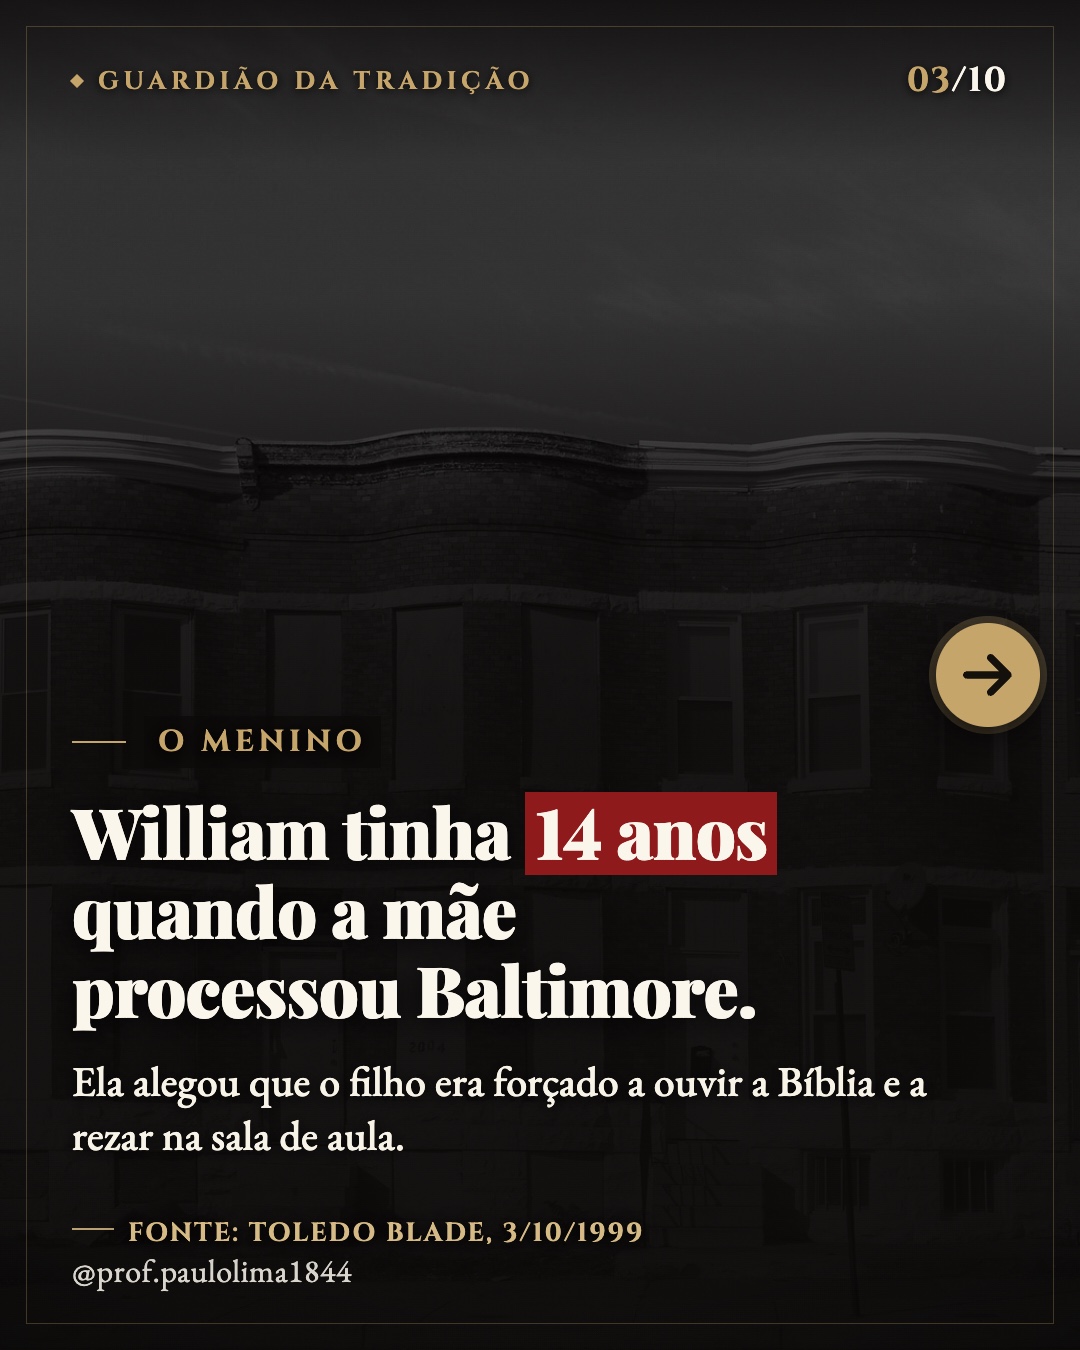 GUARDIÃO DA TRADIÇÃO
03/10
O MENINO
William tinha 14 anos
quando a mãe
processou Baltimore.
Ela alegou que o filho era forçado a ouvir a Bíblia e a
rezar na sala de aula.
FONTE: TOLEDO BLADE, 3/10/1999
@prof.paulolima1844